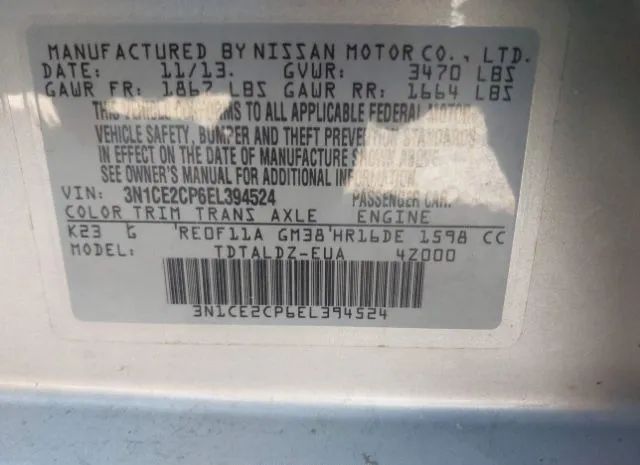 MANUFACTURED BY NISSAN MOTOR CO., LTD.
DATE: 11/13. GVWR: 3470 LBS
GAWR FR: 1867 LBS GAWR RR: 1664 LBS
THIS VEHICLE CONFORMS TO ALL APPLICABLE FEDERAL MOTOR
VEHICLE SAFETY, BUMPER AND THEFT PREVENTION STANDARDS
IN EFFECT ON THE DATE OF MANUFACTURE SHOWN ABOVE.
SEE OWNER'S MANUAL FOR ADDITIONAL INFORMATION.
VIN: 3N1CE2CP6EL394524 PASSENGER CAR
COLOR TRIM TRANS AXLE ENGINE
K23 G RE0F11A GM38 HR16DE 1598 CC
TDTALDZ-EUA 4Z000
3N1CE2CP6EL394524